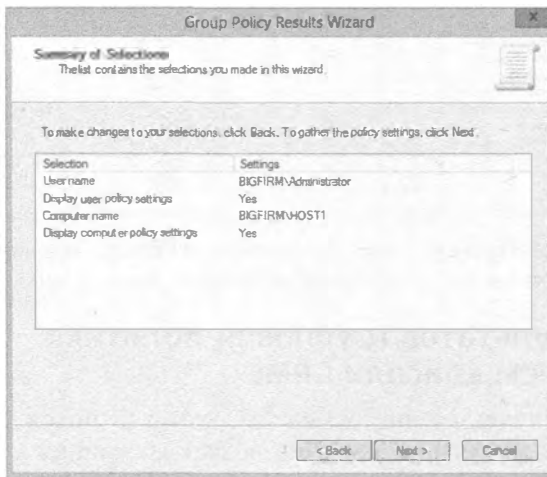 Group Policy Results Wizard
Summary of Selections
The list contains the selections you made in this wizard.
To make changes to your selections, click Back. To gather the policy settings, click Next.
Selection Settings
User name BIGFIRM\Administrator
Display user policy settings Yes
Computer name BIGFIRM\HOST1
Display computer policy settings Yes
< Back Next > Cancel